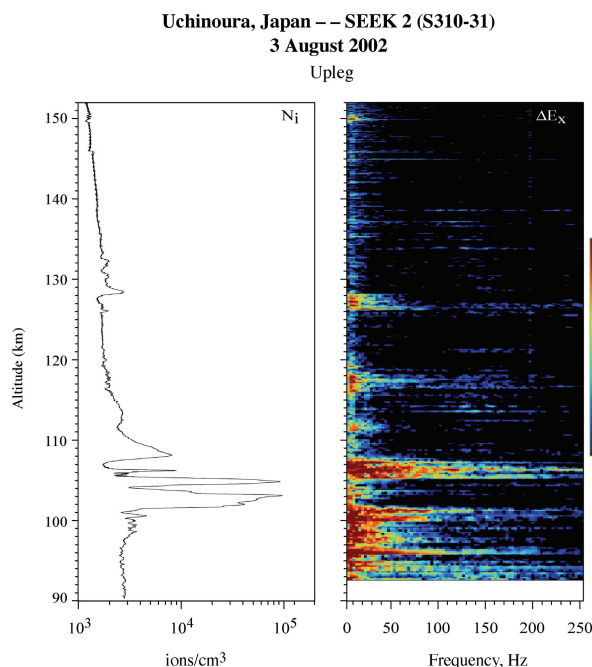 Uchinoura, Japan – – SEEK 2 (S310-31)
3 August 2002
Upleg
Ni
ΔEx
150
140
130
120
110
100
90
Altitude (km)
10³ 10⁴ 10⁵
0 50 100 150 200 250
ions/cm³
Frequency, Hz